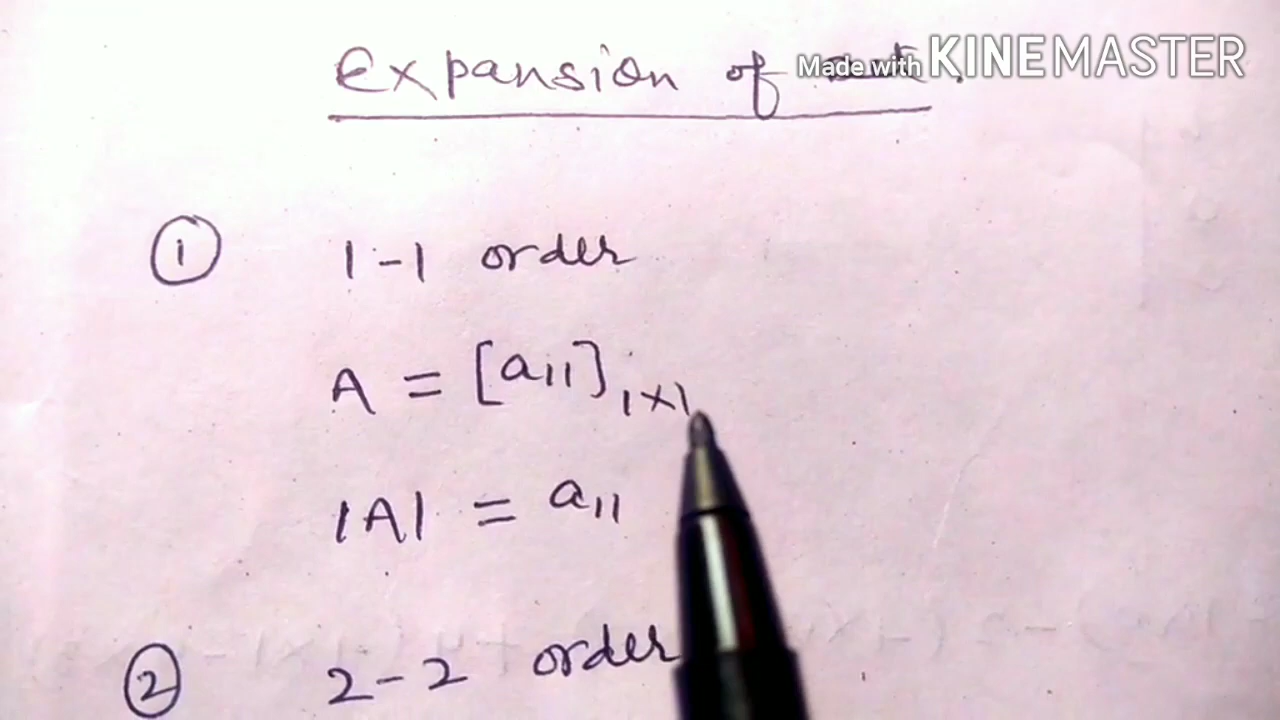 Expansion of
Made with KINEMASTER
① 1-1 order
A = [a11]1×1
|A| = a11
② 2-2 order